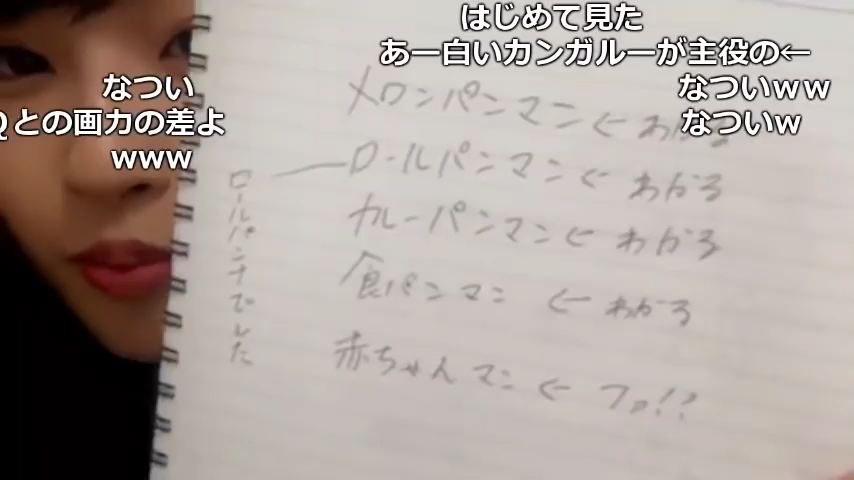 はじめて見た
あー白いカンガルーが主役の←
なつい
なついｗｗ
Qとの画力の差よ
なついｗ
ｗｗｗ
メロンパンマン ← わかる
ロールパンマン ← わかる
カレーパンマン ← わかる
食パンマン ← わかる
赤ちゃんマン ← ファ!!
ロールパンナでした